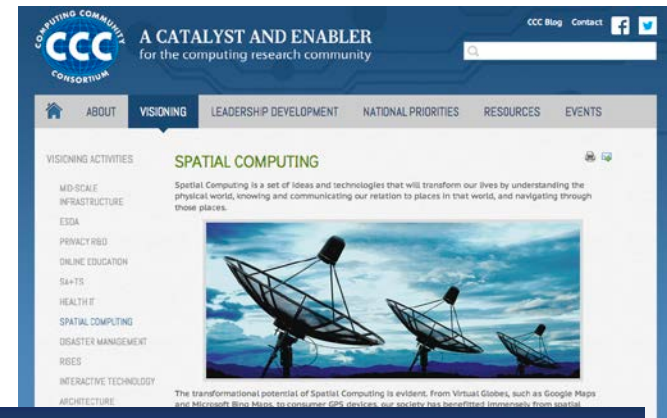 COMPUTING COMMUNITY
CCC
CONSORTIUM
A CATALYST AND ENABLER
for the computing research community
CCC Blog Contact
ABOUT VISIONING LEADERSHIP DEVELOPMENT NATIONAL PRIORITIES RESOURCES EVENTS
VISIONING ACTIVITIES
MID-SCALE
INFRASTRUCTURE
ESDA
PRIVACY R&D
ONLINE EDUCATION
SA+TS
HEALTH IT
SPATIAL COMPUTING
DISASTER MANAGEMENT
RISES
INTERACTIVE TECHNOLOGY
ARCHITECTURE
SPATIAL COMPUTING
Spatial Computing is a set of ideas and technologies that will transform our lives by understanding the
physical world, knowing and communicating our relation to places in that world, and navigating through
those places.
The transformational potential of Spatial Computing is evident. From Virtual Globes, such as Google Maps
and Microsoft Bing Maps, to consumer GPS devices, our society has benefitted immensely from spatial